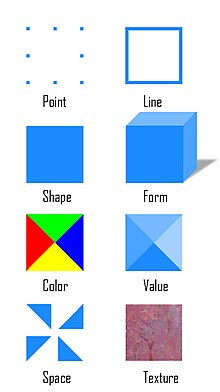 Point Line
Shape Form
Color Value
Space Texture